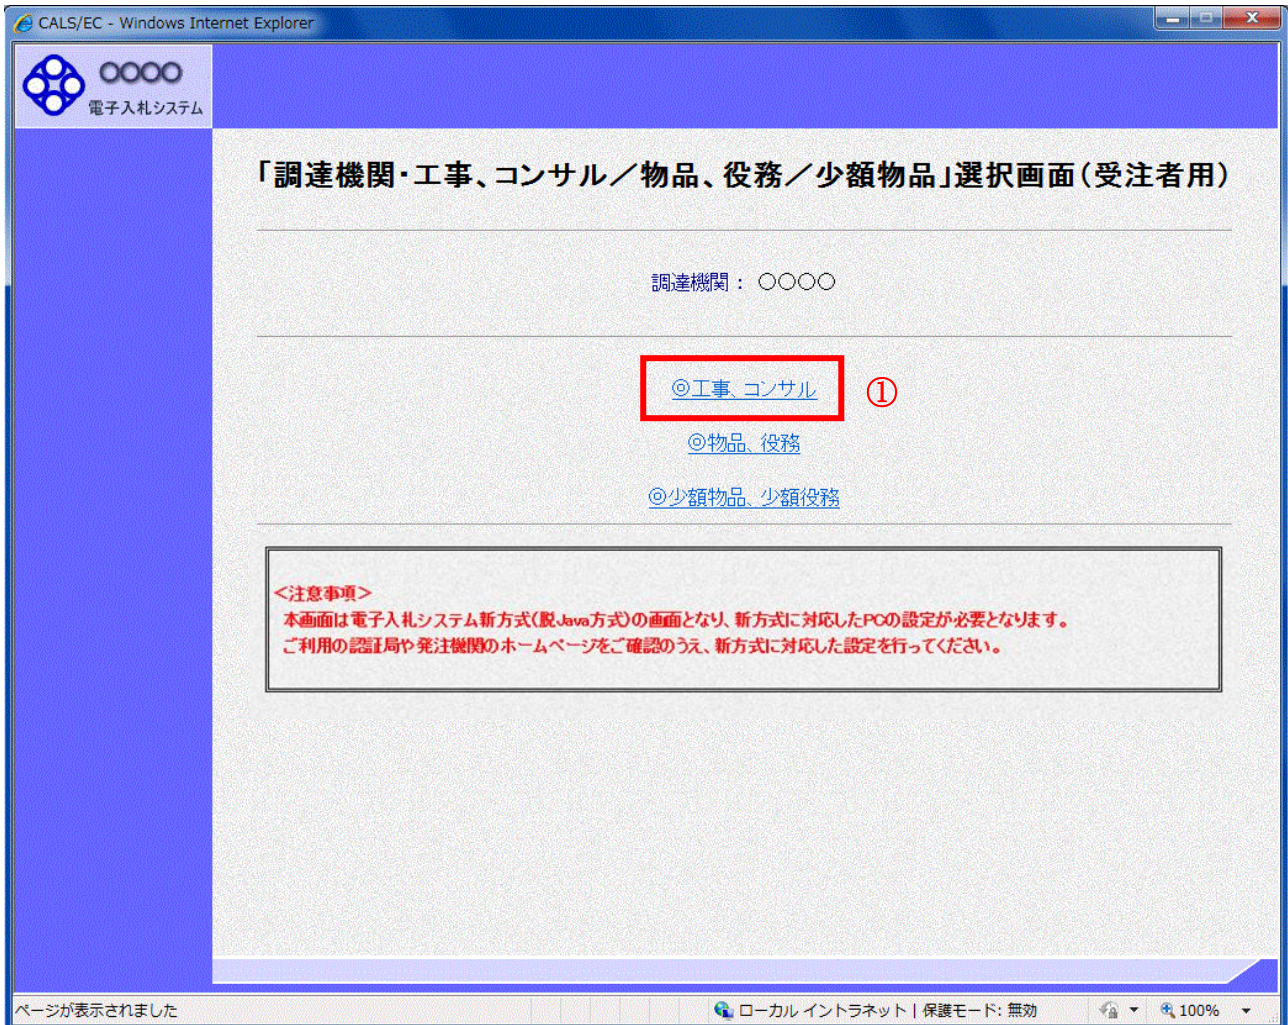 CALS/EC - Windows Internet Explorer
〇〇〇〇
電子入札システム
「調達機関・工事、コンサル／物品、役務／少額物品」選択画面（受注者用）
調達機関： 〇〇〇〇
◎工事、コンサル ①
◎物品、役務
◎少額物品、少額役務
＜注意事項＞
本画面は電子入札システム新方式(脱Java方式)の画面となり、新方式に対応したPCの設定が必要となります。
ご利用の認証局や発注機関のホームページをご確認のうえ、新方式に対応した設定を行ってください。
ページが表示されました ローカル イントラネット | 保護モード: 無効 100%